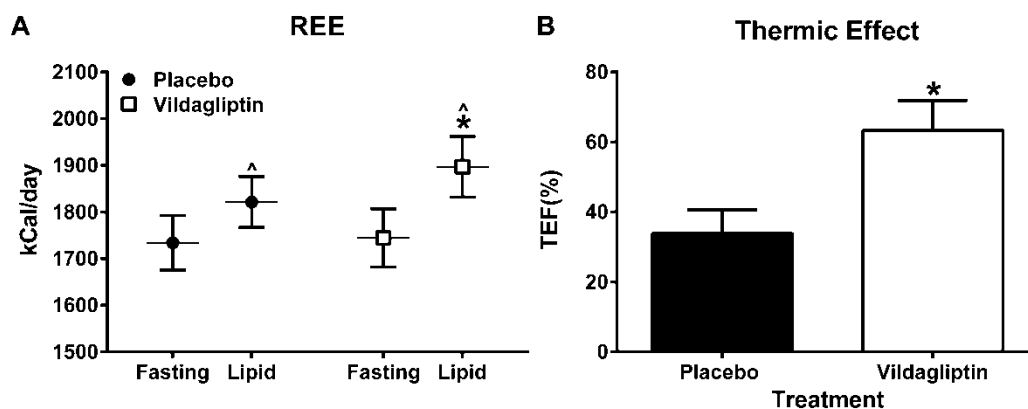 A
REE
kCal/day
2100
2000
1900
1800
1700
1600
1500
Placebo
Vildagliptin
^
^
*
Fasting
Lipid
Fasting
Lipid
B
Thermic Effect
TEF(%)
80
60
40
20
0
*
Placebo
Vildagliptin
Treatment